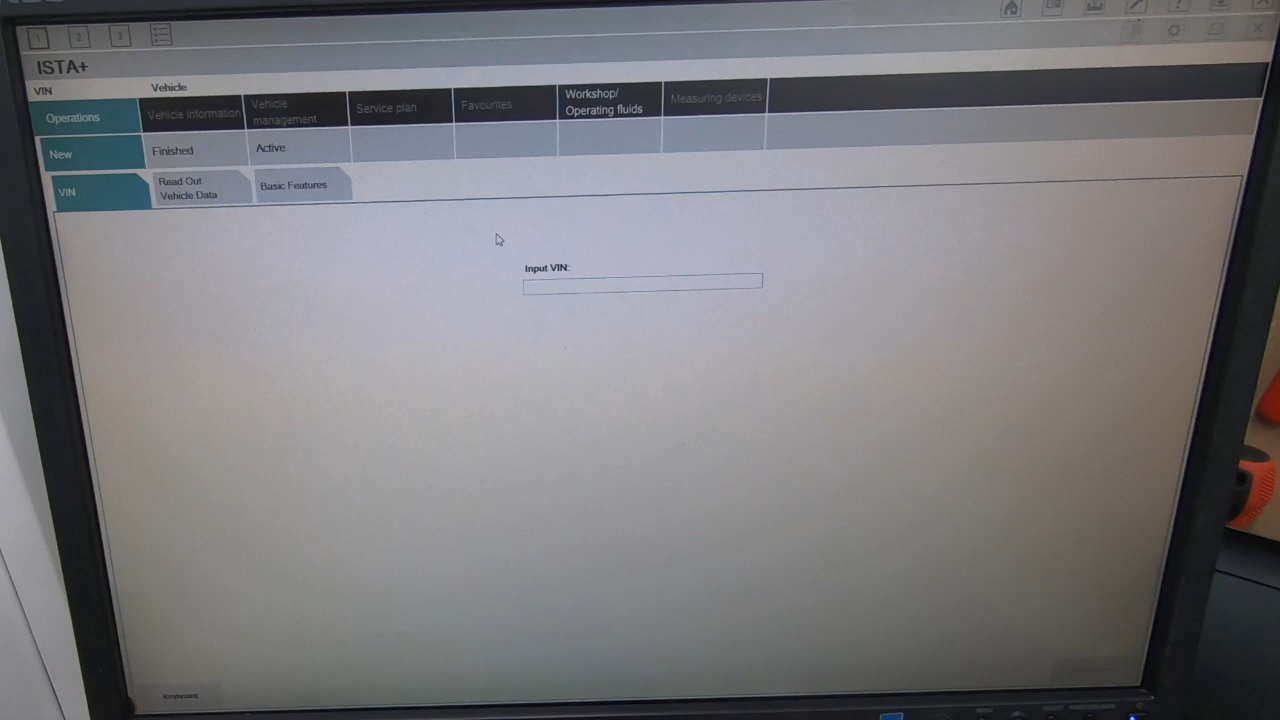 1 2 3
ISTA+
VIN Vehicle
Operations Vehicle information Vehicle management Service plan Favourites Workshop/ Operating fluids Measuring devices
New Finished Active
VIN Read Out Vehicle Data Basic Features
Input VIN:
Keyboard